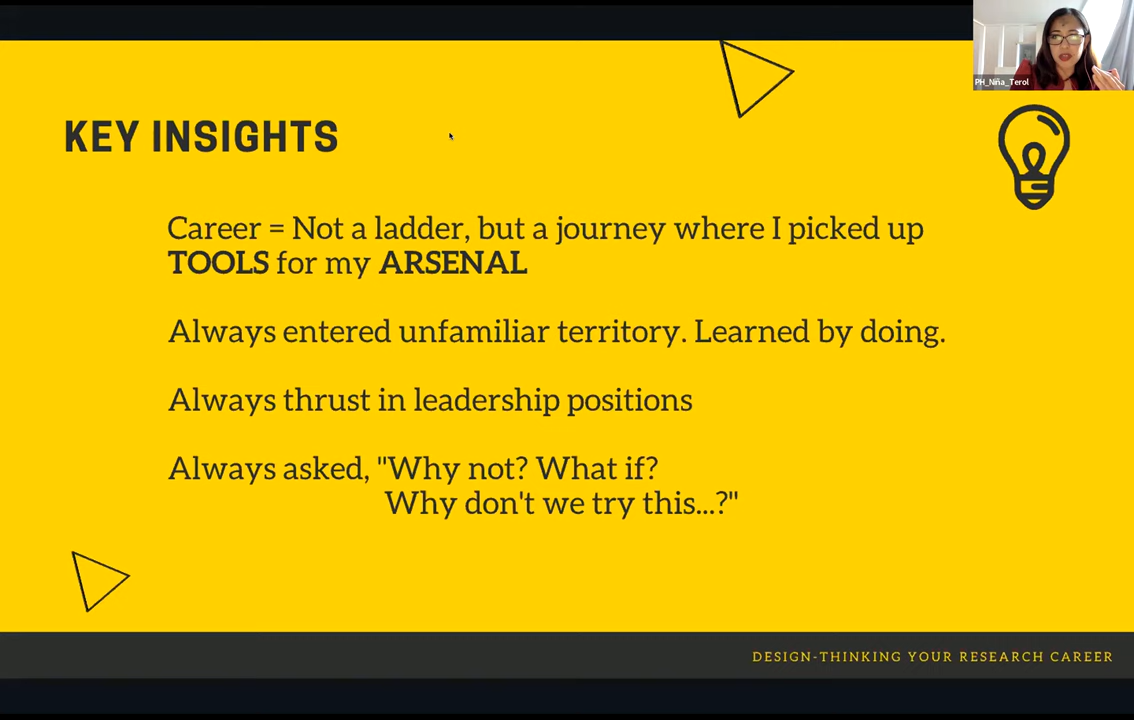 PH_Niña_Terol
KEY INSIGHTS
Career = Not a ladder, but a journey where I picked up
TOOLS for my ARSENAL
Always entered unfamiliar territory. Learned by doing.
Always thrust in leadership positions
Always asked, "Why not? What if?
Why don't we try this...?"
DESIGN-THINKING YOUR RESEARCH CAREER